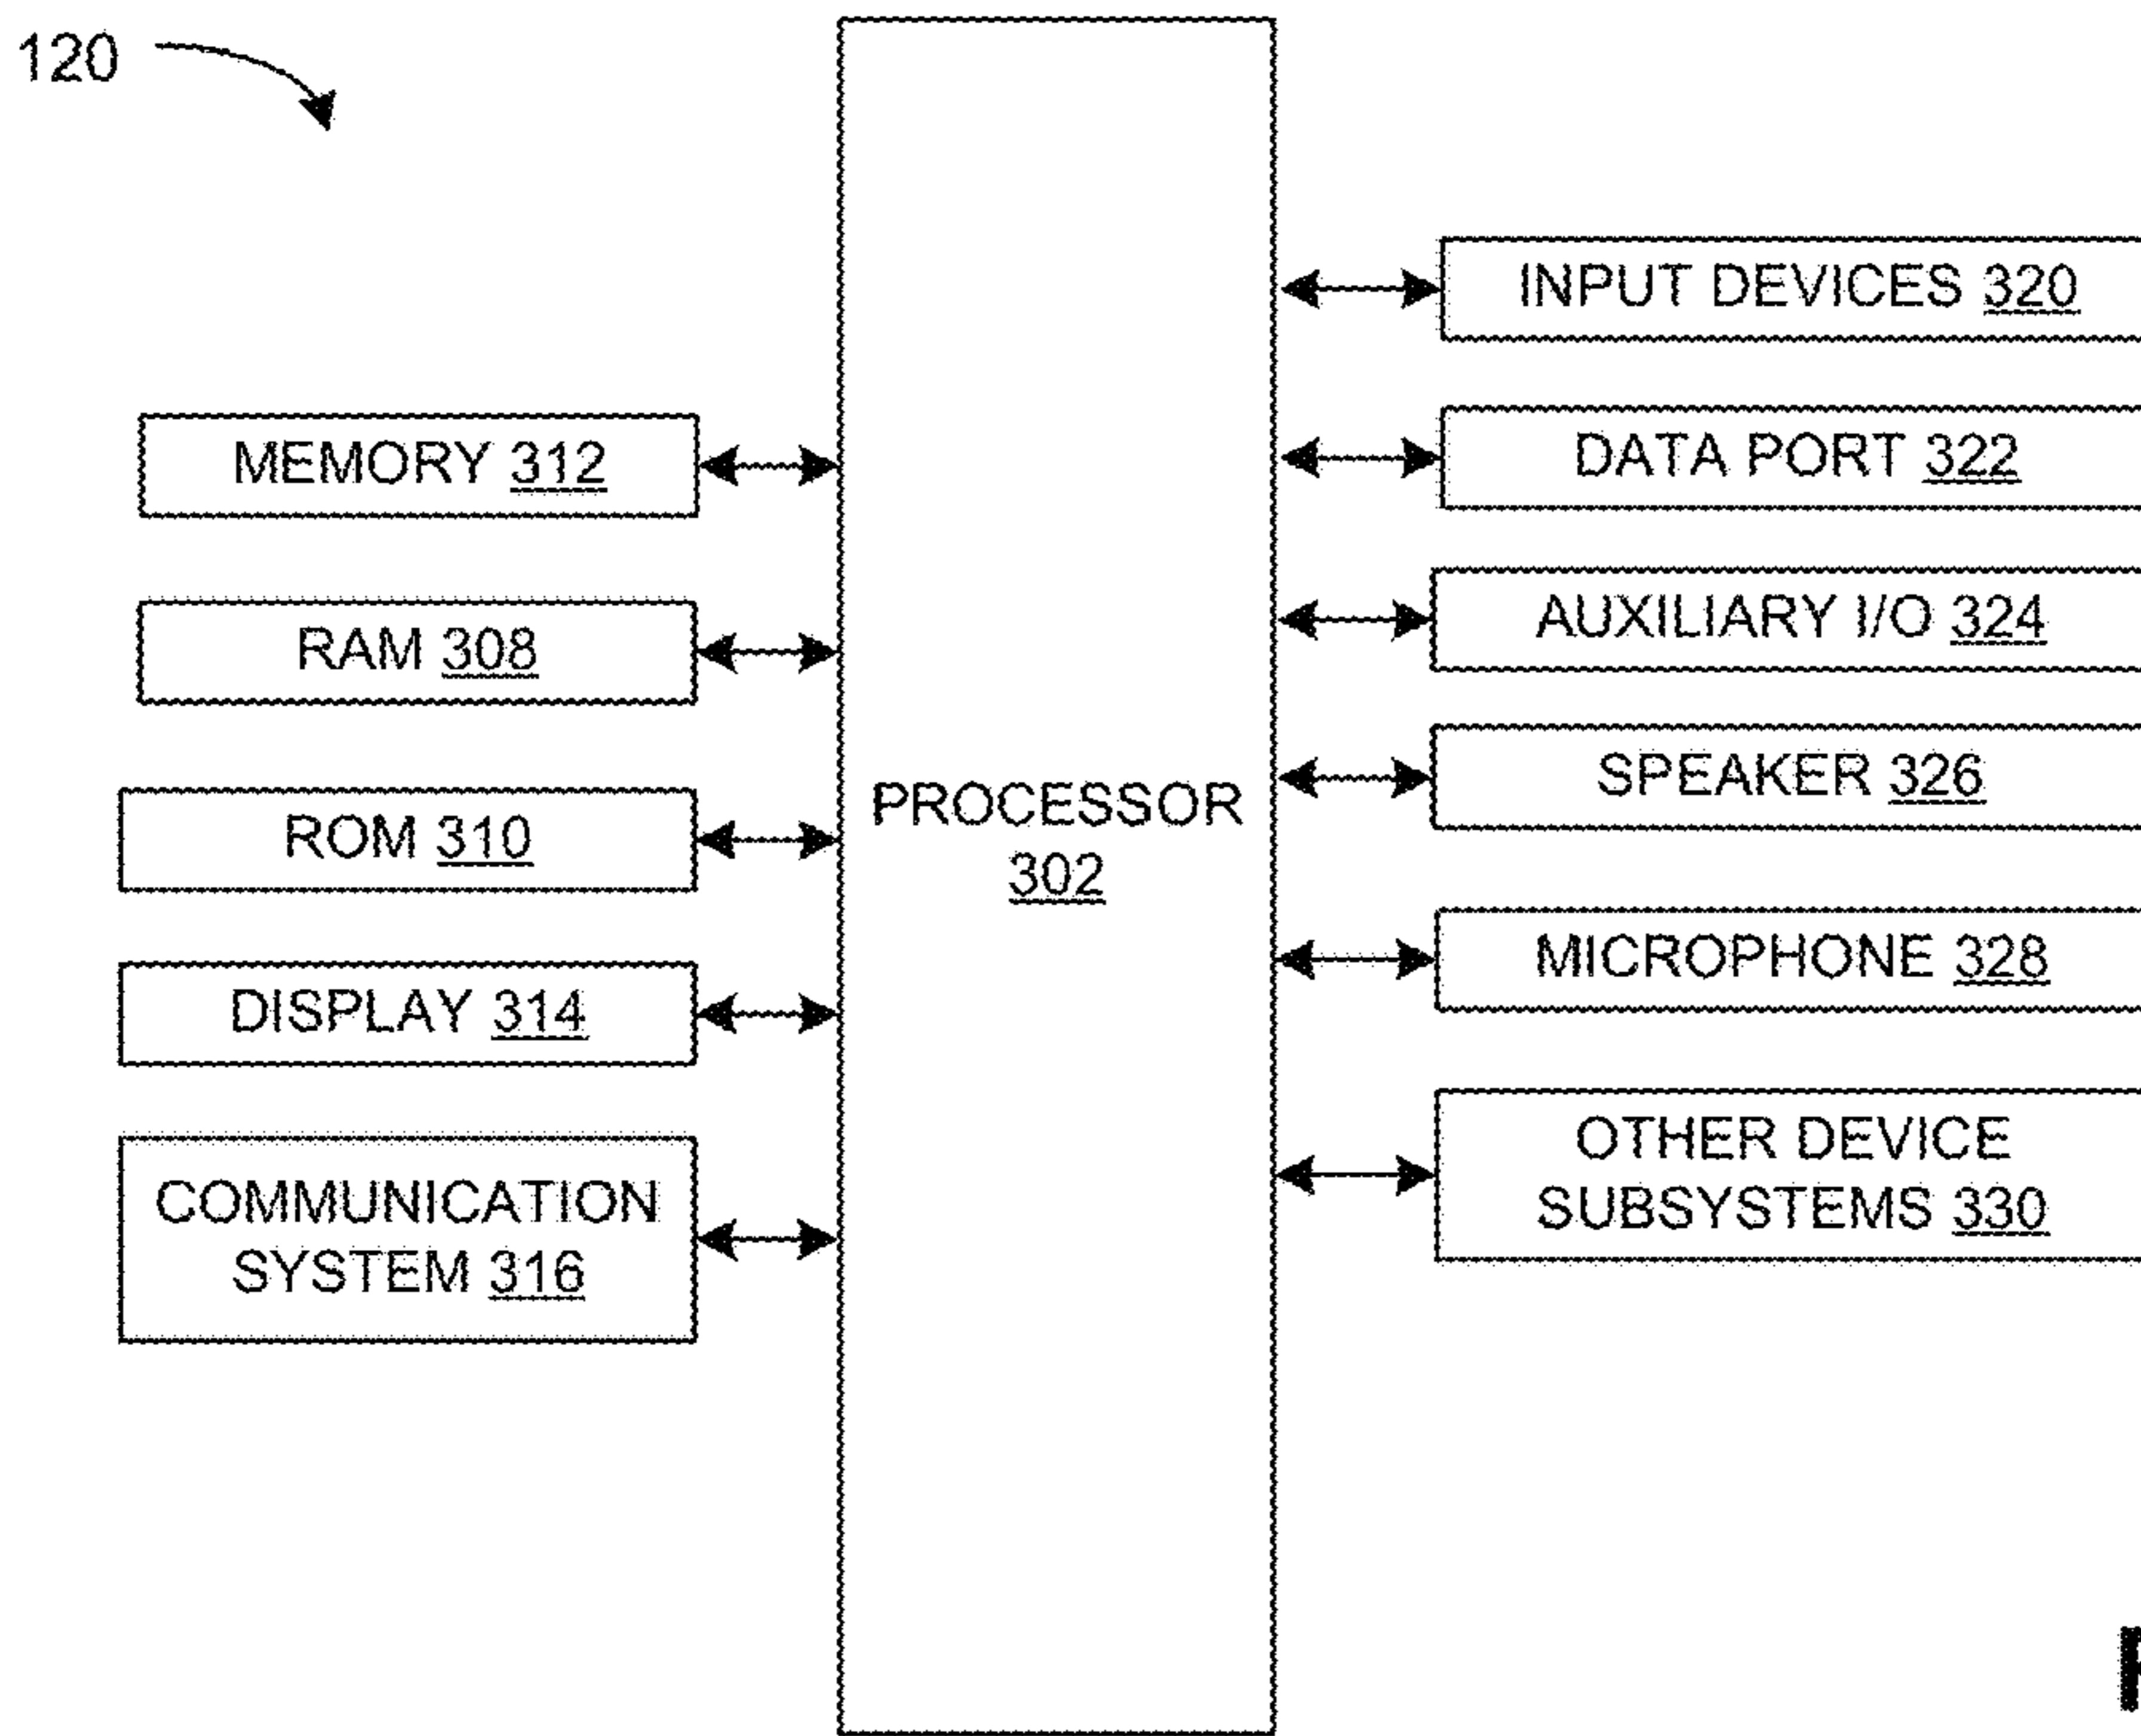 120
MEMORY 312
RAM 308
ROM 310
DISPLAY 314
COMMUNICATION
SYSTEM 316
PROCESSOR
302
INPUT DEVICES 320
DATA PORT 322
AUXILIARY I/O 324
SPEAKER 326
MICROPHONE 328
OTHER DEVICE
SUBSYSTEMS 330